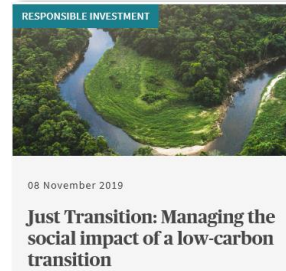 RESPONSIBLE INVESTMENT
08 November 2019
Just Transition: Managing the
social impact of a low-carbon
transition